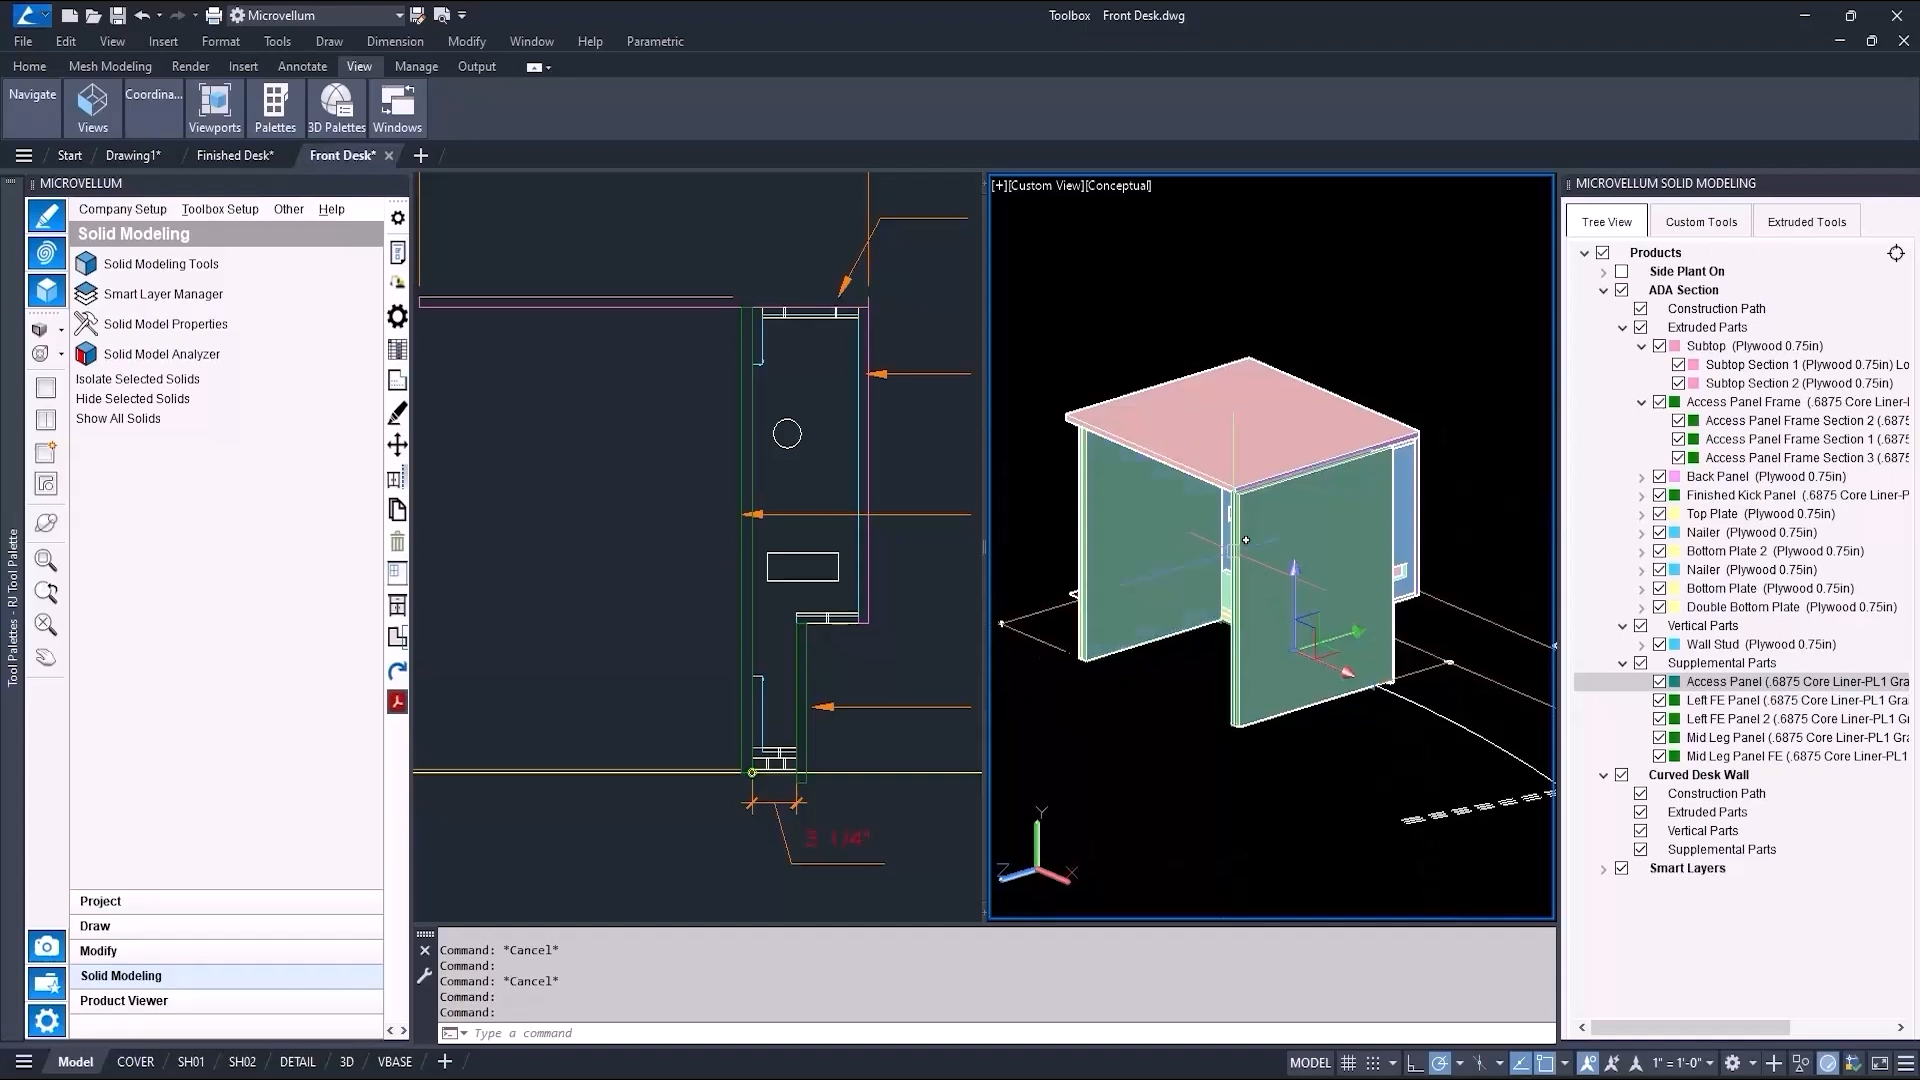 Microvellum
Toolbox Front Desk.dwg
File Edit View Insert Format Tools Draw Dimension Modify Window Help Parametric
Home Mesh Modeling Render Insert Annotate View Manage Output
Navigate
Views
Coordina...
Viewports
Palettes
3D Palettes
Windows
Start Drawing1* Finished Desk* Front Desk*
MICROVELLUM
Company Setup Toolbox Setup Other Help
Solid Modeling
Solid Modeling Tools
Smart Layer Manager
Solid Model Properties
Solid Model Analyzer
Isolate Selected Solids
Hide Selected Solids
Show All Solids
Project
Draw
Modify
Solid Modeling
Product Viewer
Tool Palettes - RJ Tool Palette
3 1/4"
[+][Custom View][Conceptual]
Y
Z
X
Command: *Cancel*
Command:
Command: *Cancel*
Command:
Command:
Type a command
MICROVELLUM SOLID MODELING
Tree View Custom Tools Extruded Tools
Products
Side Plant On
ADA Section
Construction Path
Extruded Parts
Subtop (Plywood 0.75in)
Subtop Section 1 (Plywood 0.75in) Lo
Subtop Section 2 (Plywood 0.75in)
Access Panel Frame (.6875 Core Liner-
Access Panel Frame Section 2 (.6875
Access Panel Frame Section 1 (.6875
Access Panel Frame Section 3 (.6875
Back Panel (Plywood 0.75in)
Finished Kick Panel (.6875 Core Liner-P
Top Plate (Plywood 0.75in)
Nailer (Plywood 0.75in)
Bottom Plate 2 (Plywood 0.75in)
Nailer (Plywood 0.75in)
Bottom Plate (Plywood 0.75in)
Double Bottom Plate (Plywood 0.75in)
Vertical Parts
Wall Stud (Plywood 0.75in)
Supplemental Parts
Access Panel (.6875 Core Liner-PL1 Gra
Left FE Panel (.6875 Core Liner-PL1 Gra
Left FE Panel 2 (.6875 Core Liner-PL1 Gra
Mid Leg Panel (.6875 Core Liner-PL1 Gra
Mid Leg Panel FE (.6875 Core Liner-PL1
Curved Desk Wall
Construction Path
Extruded Parts
Vertical Parts
Supplemental Parts
Smart Layers
Model COVER SH01 SH02 DETAIL 3D VBASE
MODEL
1" = 1'-0"